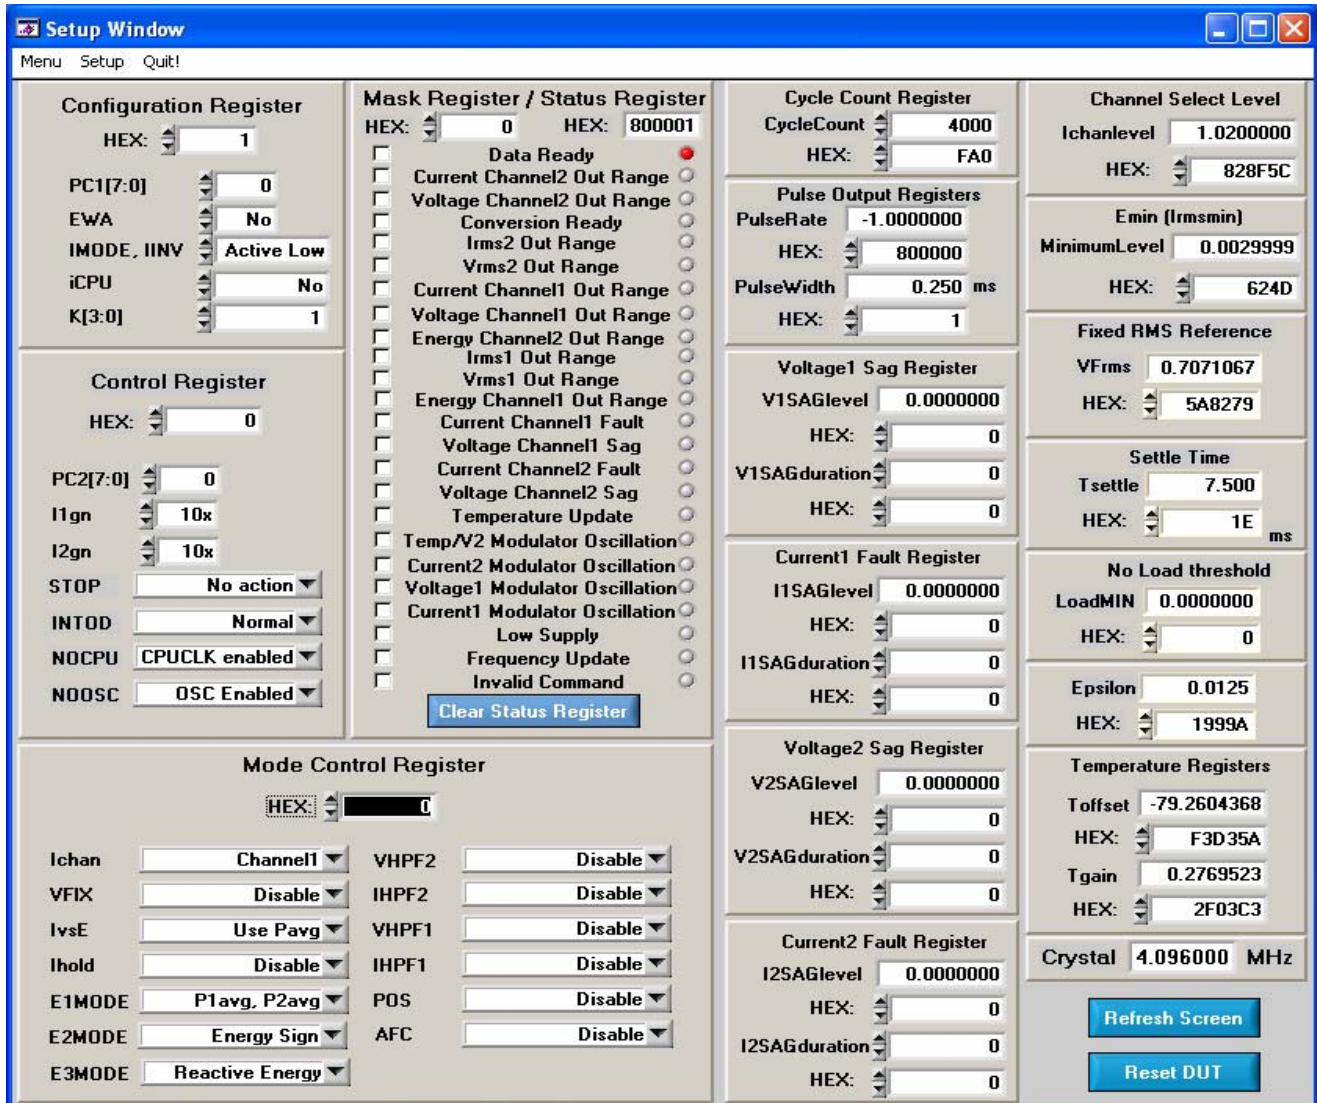 Setup Window
Menu Setup Quit!
Configuration Register
HEX: 1
PC1[7:0] 0
EWA No
IMODE, IINV Active Low
iCPU No
K[3:0] 1
Control Register
HEX: 0
PC2[7:0] 0
I1gn 10x
I2gn 10x
STOP No action
INTOD Normal
NOCPU CPUCLK enabled
NOOSC OSC Enabled
Mask Register / Status Register
HEX: 0 HEX: 800001
Data Ready
Current Channel2 Out Range
Voltage Channel2 Out Range
Conversion Ready
Irms2 Out Range
Vrms2 Out Range
Current Channel1 Out Range
Voltage Channel1 Out Range
Energy Channel2 Out Range
Irms1 Out Range
Vrms1 Out Range
Energy Channel1 Out Range
Current Channel1 Fault
Voltage Channel1 Sag
Current Channel2 Fault
Voltage Channel2 Sag
Temperature Update
Temp/V2 Modulator Oscillation
Current2 Modulator Oscillation
Voltage1 Modulator Oscillation
Current1 Modulator Oscillation
Low Supply
Frequency Update
Invalid Command
Clear Status Register
Mode Control Register
HEX: 0
Ichan Channel1 VHPF2 Disable
VFIX Disable IHPF2 Disable
IvsE Use Pavg VHPF1 Disable
Ihold Disable IHPF1 Disable
E1MODE P1avg, P2avg POS Disable
E2MODE Energy Sign AFC Disable
E3MODE Reactive Energy
Cycle Count Register
CycleCount 4000
HEX: FA0
Pulse Output Registers
PulseRate -1.0000000
HEX: 800000
PulseWidth 0.250 ms
HEX: 1
Voltage1 Sag Register
V1SAGlevel 0.0000000
HEX: 0
V1SAGduration 0
HEX: 0
Current1 Fault Register
I1SAGlevel 0.0000000
HEX: 0
I1SAGduration 0
HEX: 0
Voltage2 Sag Register
V2SAGlevel 0.0000000
HEX: 0
V2SAGduration 0
HEX: 0
Current2 Fault Register
I2SAGlevel 0.0000000
HEX: 0
I2SAGduration 0
HEX: 0
Channel Select Level
Ichanlevel 1.0200000
HEX: 828F5C
Emin (Irmsmin)
MinimumLevel 0.0029999
HEX: 624D
Fixed RMS Reference
VFrms 0.7071067
HEX: 5A8279
Settle Time
Tsettle 7.500
HEX: 1E ms
No Load threshold
LoadMIN 0.0000000
HEX: 0
Epsilon 0.0125
HEX: 1999A
Temperature Registers
Toffset -79.2604368
HEX: F3D35A
Tgain 0.2769523
HEX: 2F03C3
Crystal 4.096000 MHz
Refresh Screen
Reset DUT